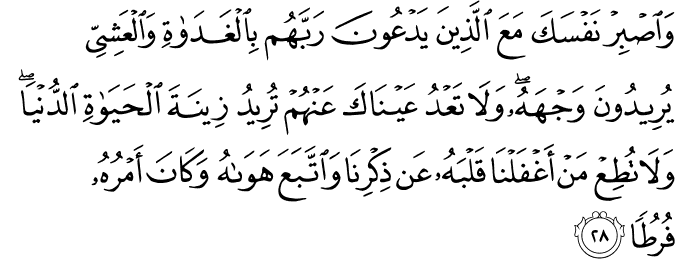 وَٱصْبِرْ نَفْسَكَ مَعَ ٱلَّذِينَ يَدْعُونَ رَبَّهُم بِٱلْغَدَوٰةِ وَٱلْعَشِىِّ
يُرِيدُونَ وَجْهَهُۥ ۖ وَلَا تَعْدُ عَيْنَاكَ عَنْهُمْ تُرِيدُ زِينَةَ ٱلْحَيَوٰةِ ٱلدُّنْيَا ۖ
وَلَا تُطِعْ مَنْ أَغْفَلْنَا قَلْبَهُۥ عَن ذِكْرِنَا وَٱتَّبَعَ هَوَىٰهُ وَكَانَ أَمْرُهُۥ
فُرُطًا ٢٨